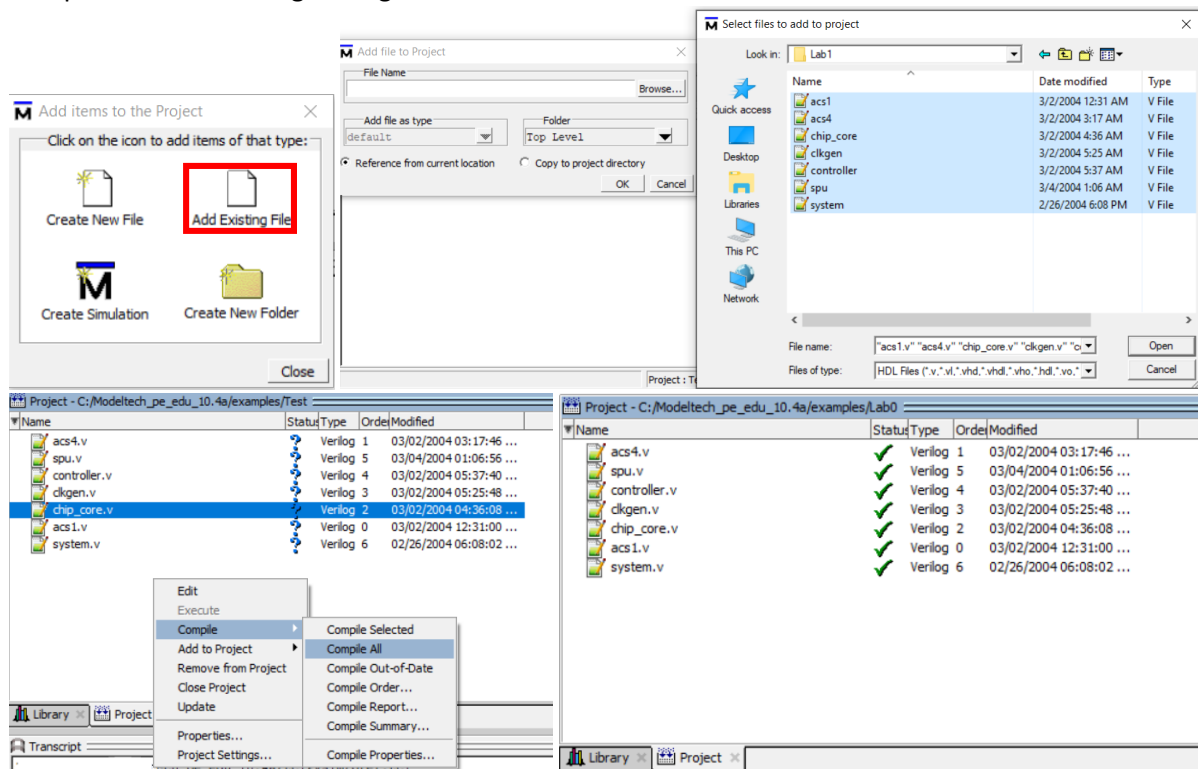 Add items to the Project
Click on the icon to add items of that type:
Create New File
Add Existing File
Create Simulation
Create New Folder
Close
Add file to Project
File Name
Browse...
Add file as type
default
Folder
Top Level
Reference from current location
Copy to project directory
OK
Cancel
Select files to add to project
Look in:
Lab1
Quick access
Desktop
Libraries
This PC
Network
Name Date modified Type
acs1 3/2/2004 12:31 AM V File
acs4 3/2/2004 3:17 AM V File
chip_core 3/2/2004 4:36 AM V File
clkgen 3/2/2004 5:25 AM V File
controller 3/2/2004 5:37 AM V File
spu 3/4/2004 1:06 AM V File
system 2/26/2004 6:08 PM V File
File name: "acs1.v" "acs4.v" "chip_core.v" "clkgen.v"
Open
Files of type: HDL Files (*.v,*.vl,*.vhd,*.vhdl,*.vho,*.hdl,*.vo,*
Cancel
Project - C:/Modeltech_pe_edu_10.4a/examples/Test
Name Status Type Order Modified
acs4.v Verilog 1 03/02/2004 03:17:46 ...
spu.v Verilog 5 03/04/2004 01:06:56 ...
controller.v Verilog 4 03/02/2004 05:37:40 ...
clkgen.v Verilog 3 03/02/2004 05:25:48 ...
chip_core.v Verilog 2 03/02/2004 04:36:08 ...
acs1.v Verilog 0 03/02/2004 12:31:00 ...
system.v Verilog 6 02/26/2004 06:08:02 ...
Edit
Execute
Compile
Add to Project
Remove from Project
Close Project
Update
Properties...
Project Settings...
Compile Selected
Compile All
Compile Out-of-Date
Compile Order...
Compile Report...
Compile Summary...
Compile Properties...
Library
Project
Transcript
Project - C:/Modeltech_pe_edu_10.4a/examples/Lab0
Name Status Type Order Modified
acs4.v Verilog 1 03/02/2004 03:17:46 ...
spu.v Verilog 5 03/04/2004 01:06:56 ...
controller.v Verilog 4 03/02/2004 05:37:40 ...
clkgen.v Verilog 3 03/02/2004 05:25:48 ...
chip_core.v Verilog 2 03/02/2004 04:36:08 ...
acs1.v Verilog 0 03/02/2004 12:31:00 ...
system.v Verilog 6 02/26/2004 06:08:02 ...
Library
Project